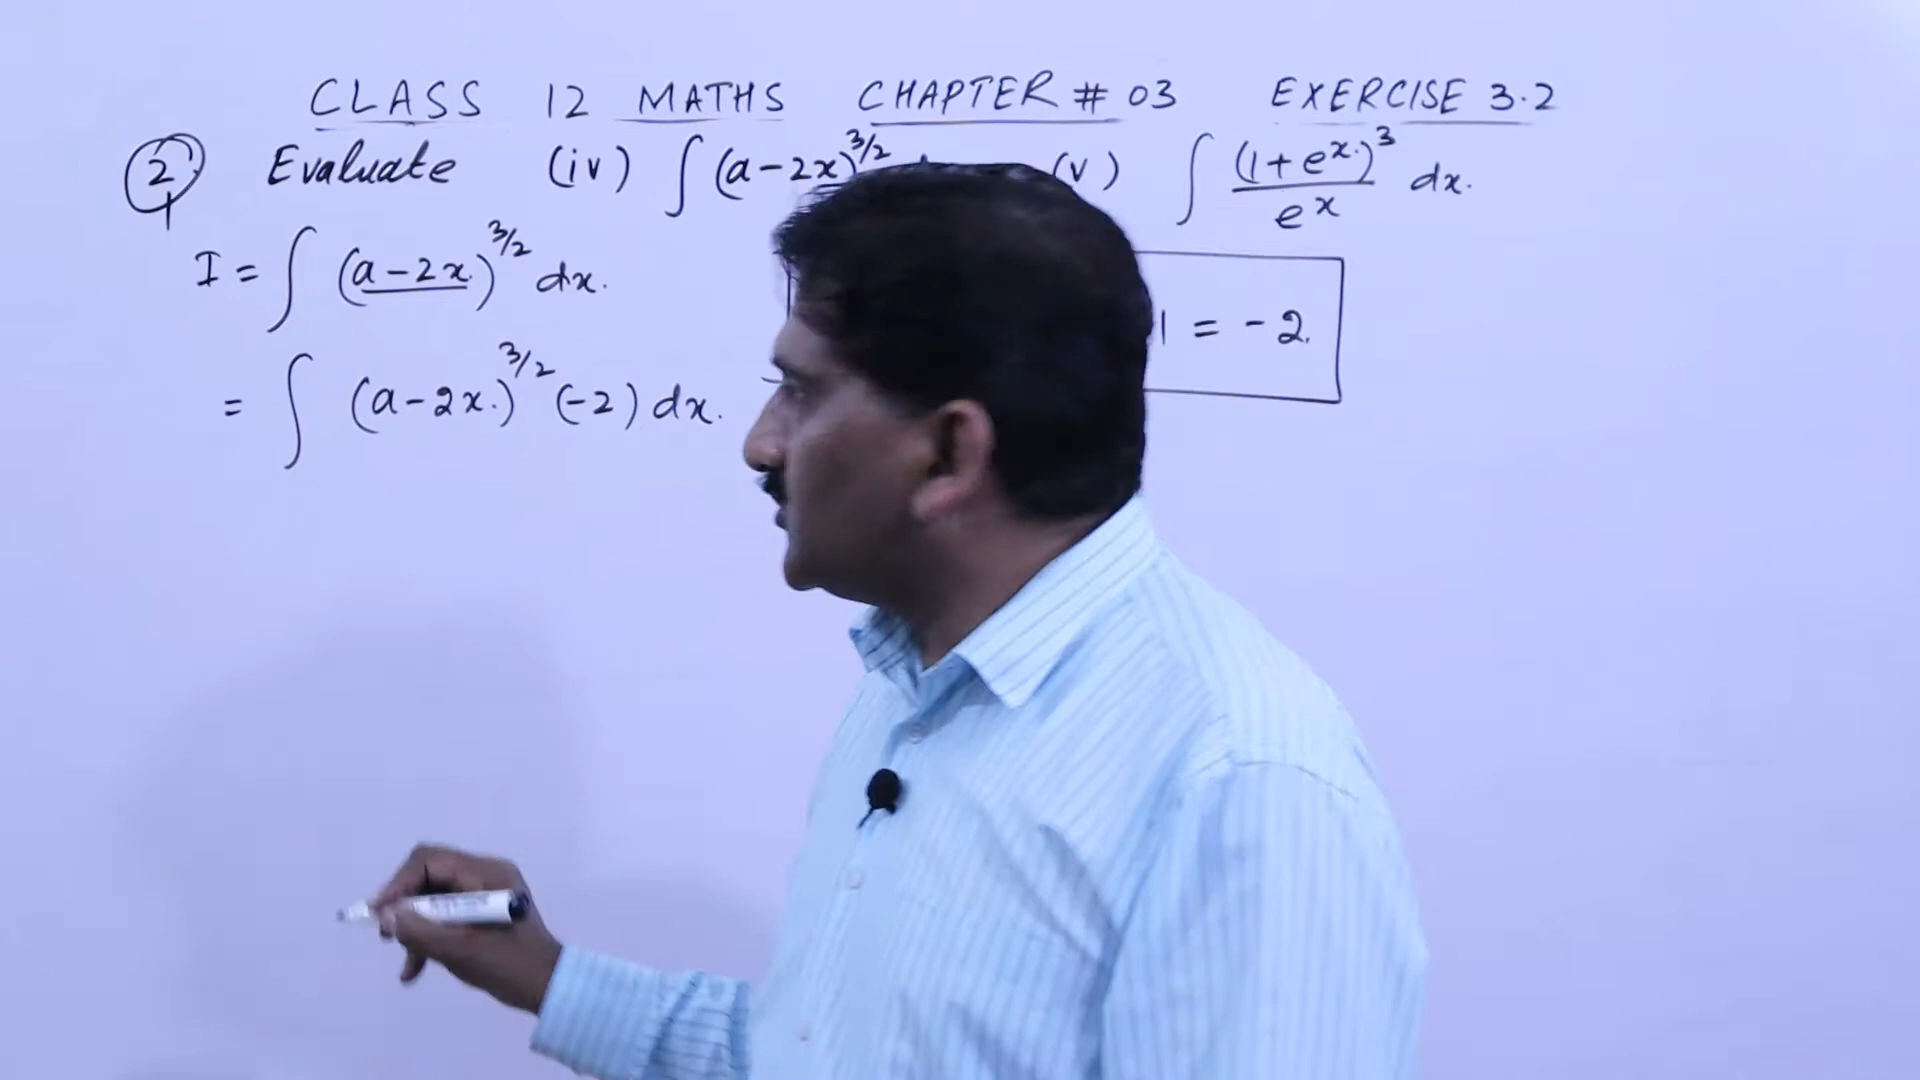 CLASS 12 MATHS CHAPTER # 03 EXERCISE 3.2
2 Evaluate (iv) ∫ (a-2x)^3/2 (v) ∫ (1+e^x.)^3 / e^x dx.
I = ∫ (a-2x.)^3/2 dx.
= -2.
= ∫ (a-2x.)^3/2 (-2) dx.